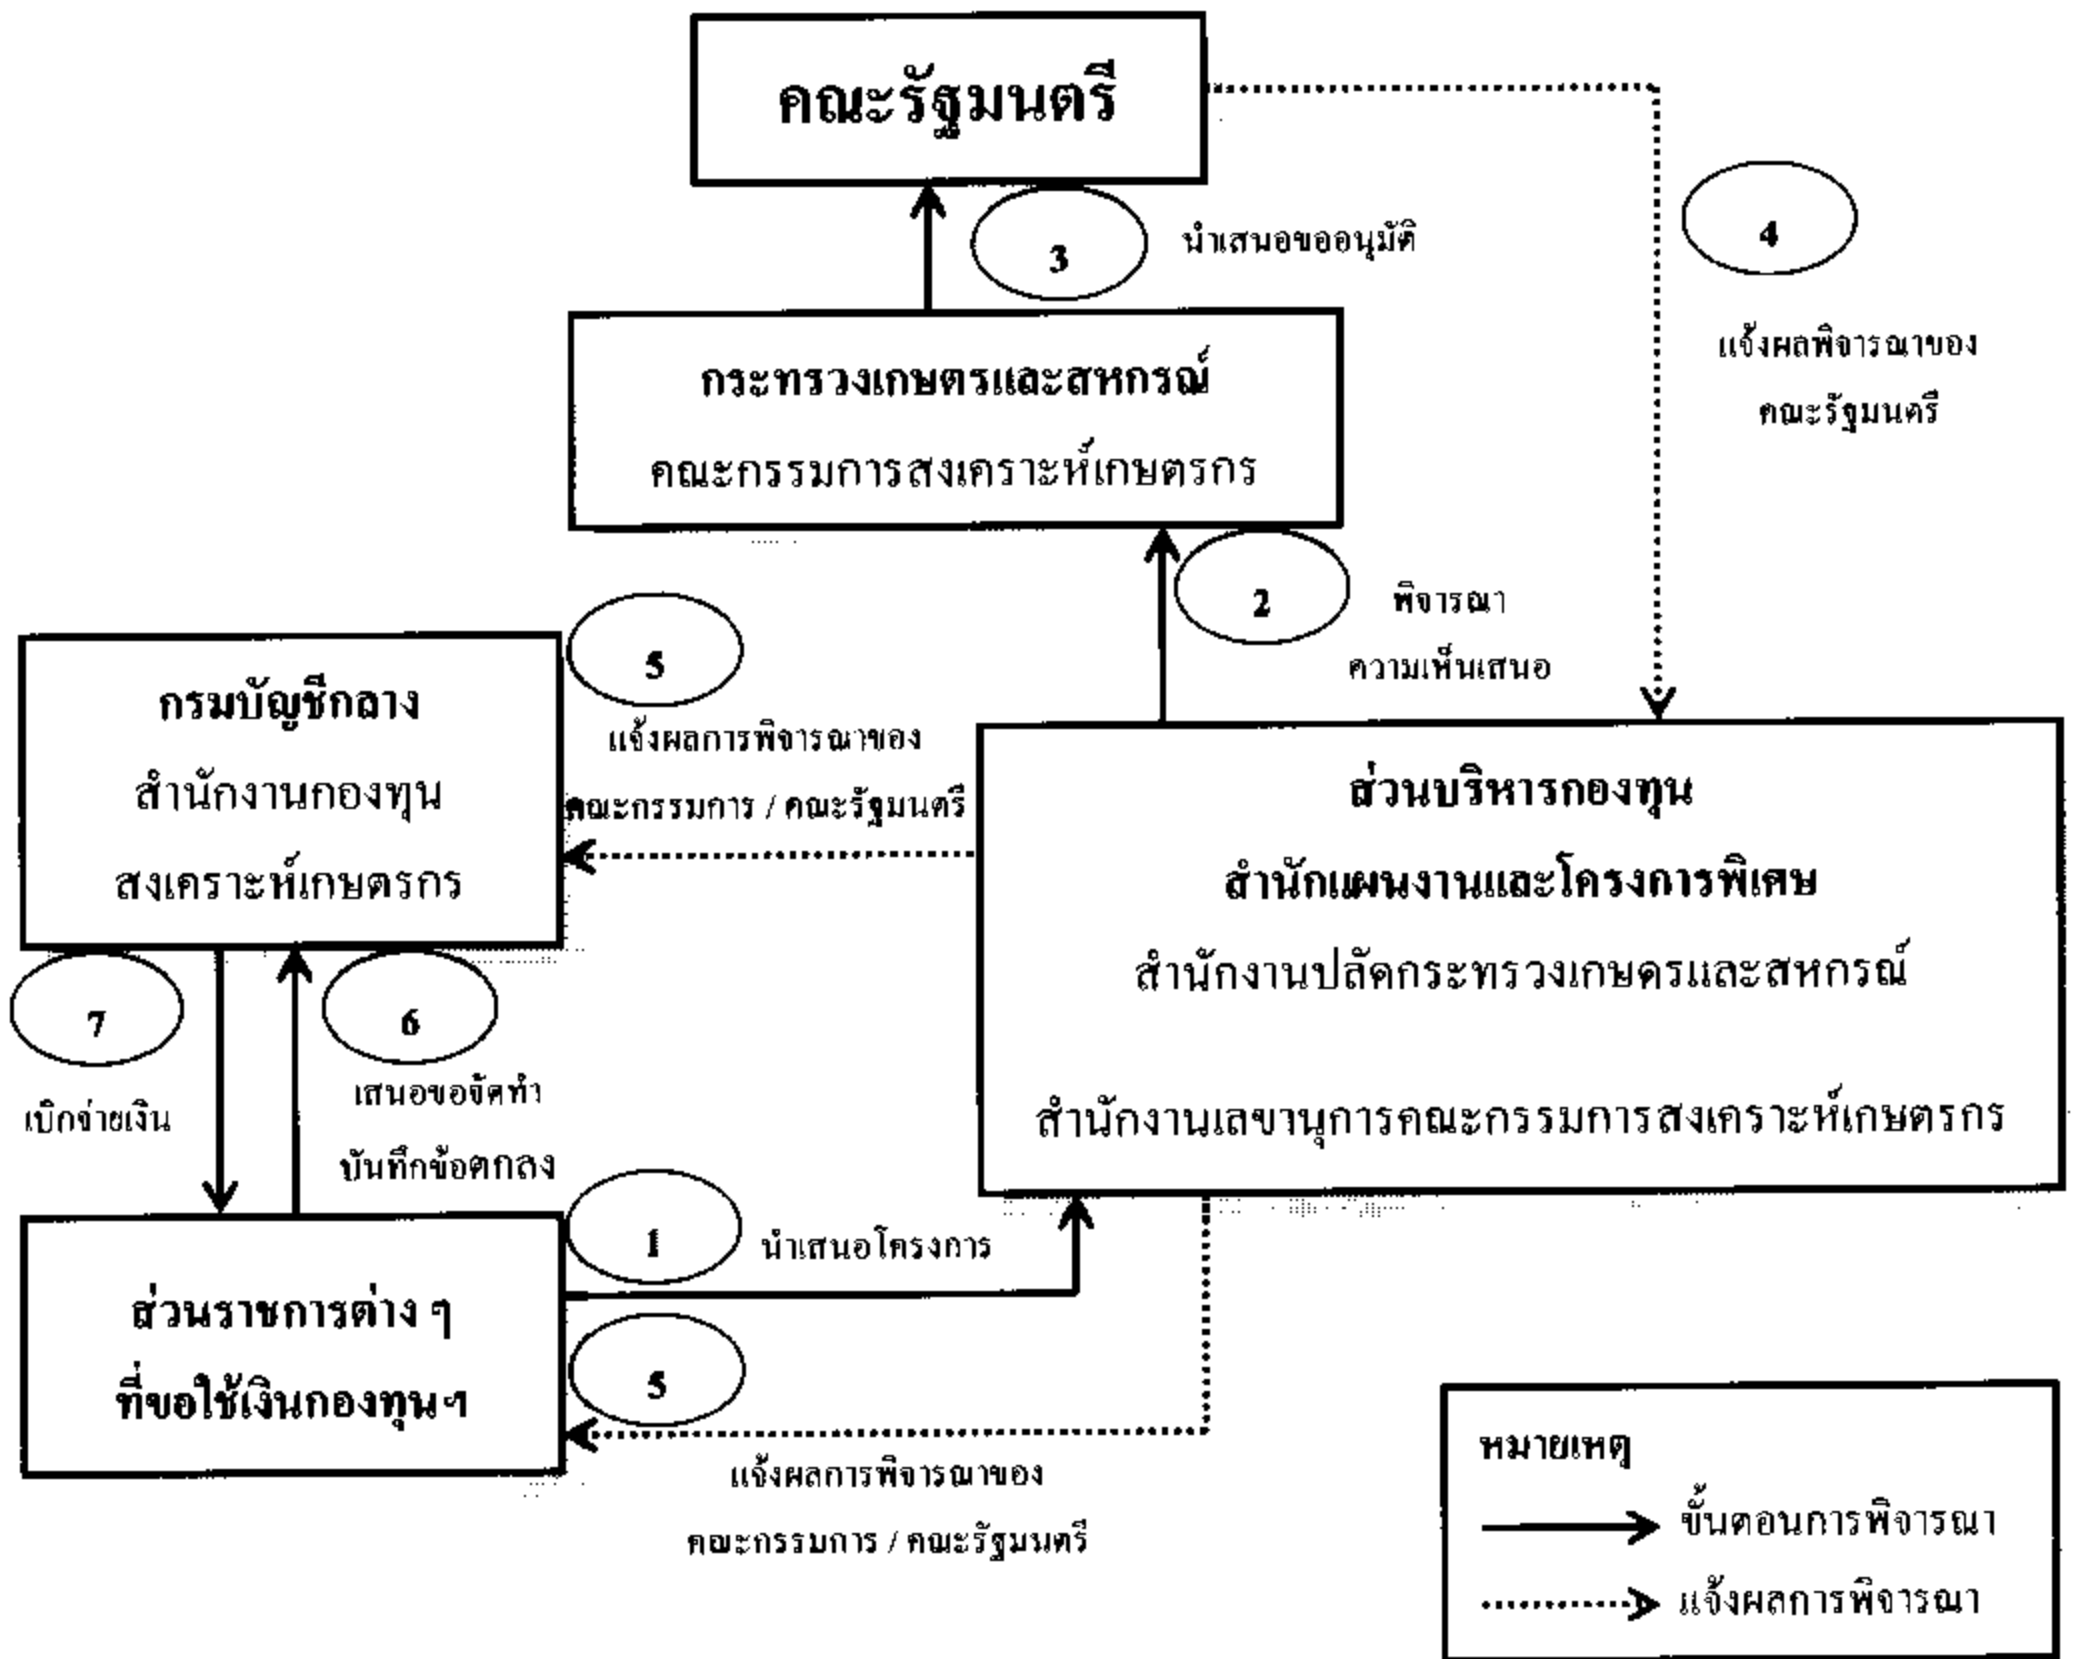 คณะรัฐมนตรี
3
นำเสนอขออนุมัติ
4
แจ้งผลพิจารณาของ
คณะรัฐมนตรี
กระทรวงเกษตรและสหกรณ์
คณะกรรมการสงเคราะห์เกษตรกร
2
พิจารณา
ความเห็นเสนอ
5
แจ้งผลการพิจารณาของ
คณะกรรมการ / คณะรัฐมนตรี
กรมบัญชีกลาง
สำนักงานกองทุน
สงเคราะห์เกษตรกร
ส่วนบริหารกองทุน
สำนักแผนงานและโครงการพิเศษ
สำนักงานปลัดกระทรวงเกษตรและสหกรณ์
สำนักงานเลขานุการคณะกรรมการสงเคราะห์เกษตรกร
7
เบิกจ่ายเงิน
6
เสนอขอจัดทำ
บันทึกข้อตกลง
1
นำเสนอโครงการ
ส่วนราชการต่าง ๆ
ที่ขอใช้เงินกองทุนฯ
5
แจ้งผลการพิจารณาของ
คณะกรรมการ / คณะรัฐมนตรี
หมายเหตุ
ขั้นตอนการพิจารณา
แจ้งผลการพิจารณา